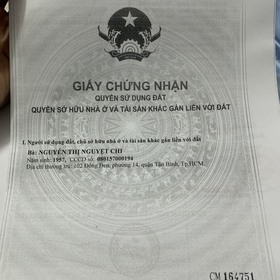 GIẤY CHỨNG NHẬN
QUYỀN SỬ DỤNG ĐẤT
QUYỀN SỞ HỮU NHÀ Ở VÀ TÀI SẢN KHÁC GẮN LIỀN VỚI ĐẤT
I. Người sử dụng đất, chủ sở hữu nhà ở và tài sản khác gắn liền với đất
Bà: NGUYỄN THỊ NGUYỆT CHI
Năm sinh: 1957, CCCD số: 080157000194
Địa chỉ thường trú: 602 Đồng Đen, phường 14, quận Tân Bình, Tp.HCM.
CM 164751